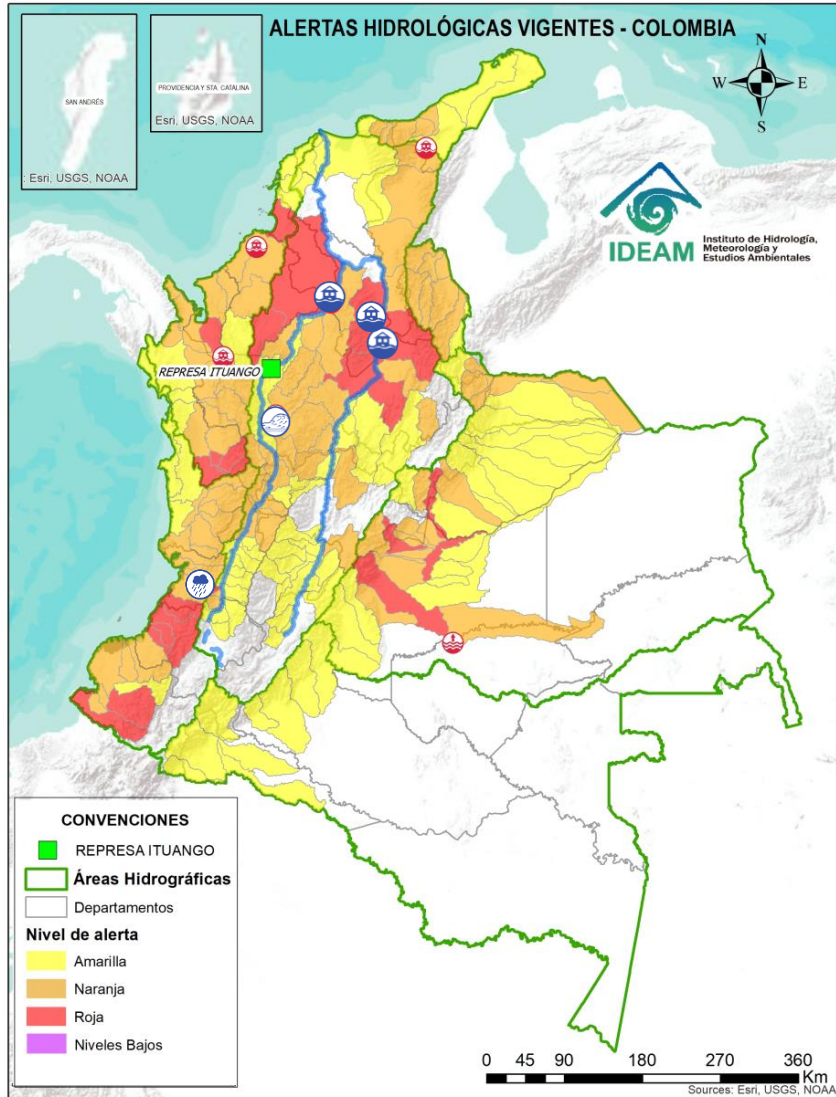 ALERTAS HIDROLÓGICAS VIGENTES - COLOMBIA
SAN ANDRÉS
: Esri, USGS, NOAA
PROVIDENCIA Y STA. CATALINA
Esri, USGS, NOAA
N
W E
S
IDEAM
Instituto de Hidrología,
Meteorología y
Estudios Ambientales
REPRESA ITUANGO
CONVENCIONES
REPRESA ITUANGO
Áreas Hidrográficas
Departamentos
Nivel de alerta
Amarilla
Naranja
Roja
Niveles Bajos
0 45 90 180 270 360
Km
Sources: Esri, USGS, NOAA